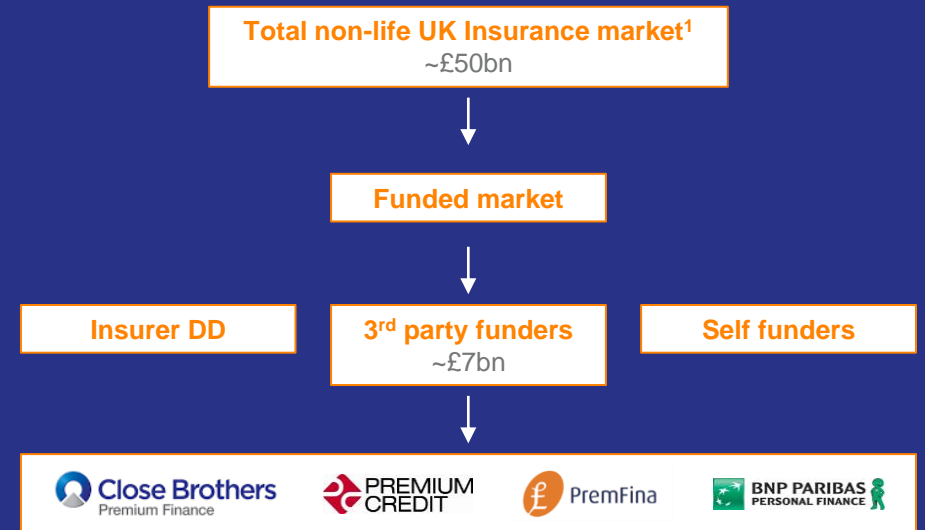 Total non-life UK Insurance market¹
~£50bn
Funded market
Insurer DD
3rd party funders
~£7bn
Self funders
Close Brothers
Premium Finance
PREMIUM
CREDIT
£ PremFina
BNP PARIBAS
PERSONAL FINANCE